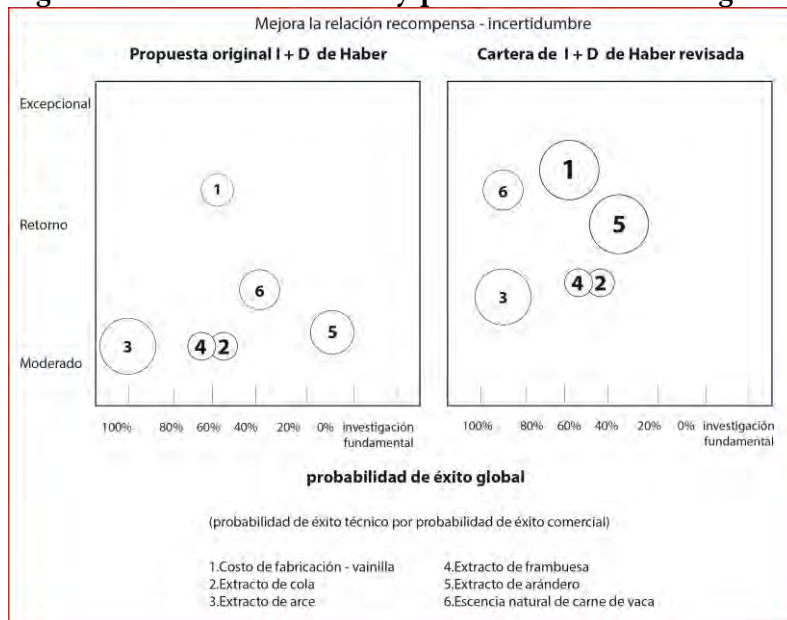 Mejora la relación recompensa - incertidumbre
Propuesta original I + D de Haber
Cartera de I + D de Haber revisada
Excepcional
Retorno
Moderado
1
6
3
4 2
5
1
6
5
4 2
3
100% 80% 60% 40% 20% 0% investigación
fundamental
100% 80% 60% 40% 20% 0% investigación
fundamental
probabilidad de éxito global
(probabilidad de éxito técnico por probabilidad de éxito comercial)
1.Costo de fabricación - vainilla
2.Extracto de cola
3.Extracto de arce
4.Extracto de frambuesa
5.Extracto de arándero
6.Escencia natural de carne de vaca